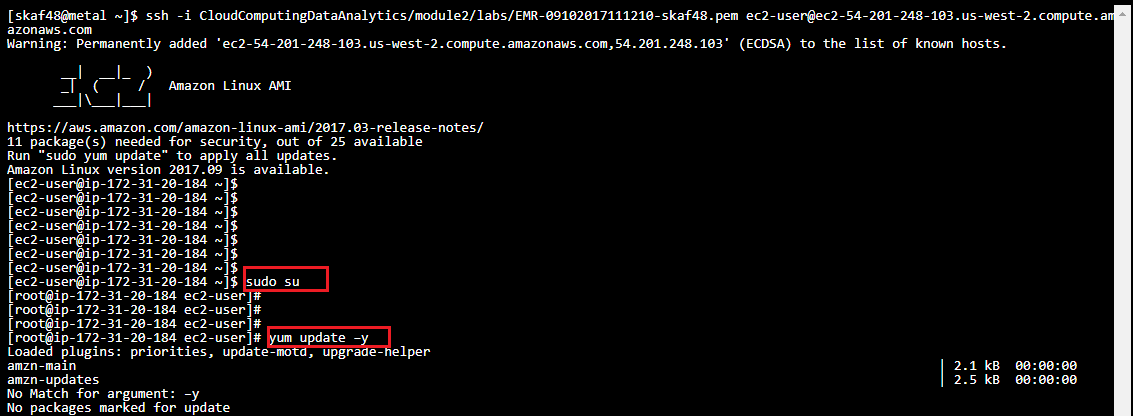 [skaf48@metal ~]$ ssh -i CloudComputingDataAnalytics/module2/labs/EMR-09102017111210-skaf48.pem ec2-user@ec2-54-201-248-103.us-west-2.compute.am
azonaws.com
Warning: Permanently added 'ec2-54-201-248-103.us-west-2.compute.amazonaws.com,54.201.248.103' (ECDSA) to the list of known hosts.
       __|  __|_  )
       _|  (     /   Amazon Linux AMI
      ___|\___|___|
https://aws.amazon.com/amazon-linux-ami/2017.03-release-notes/
11 package(s) needed for security, out of 25 available
Run "sudo yum update" to apply all updates.
Amazon Linux version 2017.09 is available.
[ec2-user@ip-172-31-20-184 ~]$
[ec2-user@ip-172-31-20-184 ~]$
[ec2-user@ip-172-31-20-184 ~]$
[ec2-user@ip-172-31-20-184 ~]$
[ec2-user@ip-172-31-20-184 ~]$
[ec2-user@ip-172-31-20-184 ~]$
[ec2-user@ip-172-31-20-184 ~]$
[ec2-user@ip-172-31-20-184 ~]$ sudo su
[root@ip-172-31-20-184 ec2-user]#
[root@ip-172-31-20-184 ec2-user]#
[root@ip-172-31-20-184 ec2-user]#
[root@ip-172-31-20-184 ec2-user]# yum update –y
Loaded plugins: priorities, update-motd, upgrade-helper
amzn-main | 2.1 kB 00:00:00
amzn-updates | 2.5 kB 00:00:00
No Match for argument: –y
No packages marked for update